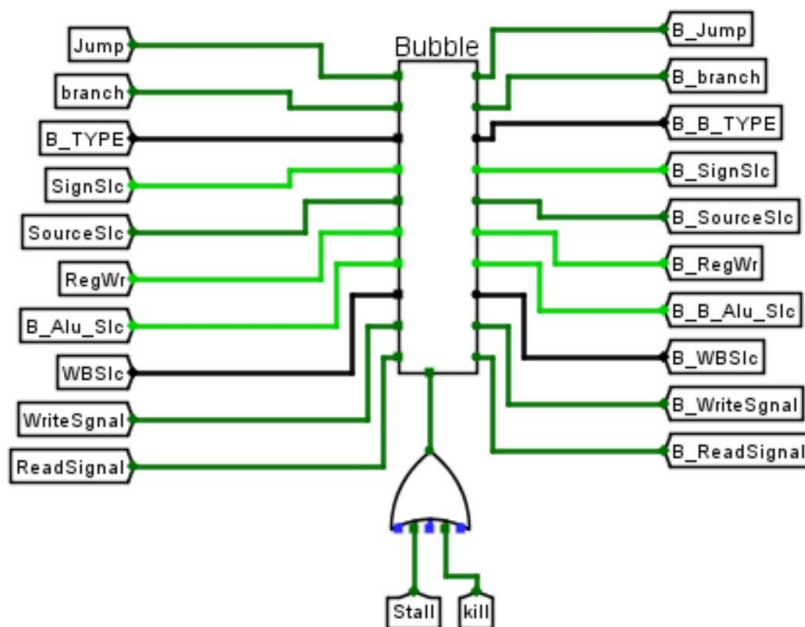 Bubble
Jump
branch
B_TYPE
SignSlc
SourceSlc
RegWr
B_Alu_Slc
WBSlc
WriteSgnal
ReadSignal
B_Jump
B_branch
B_B_TYPE
B_SignSlc
B_SourceSlc
B_RegWr
B_B_Alu_Slc
B_WBSlc
B_WriteSgnal
B_ReadSignal
Stall
kill